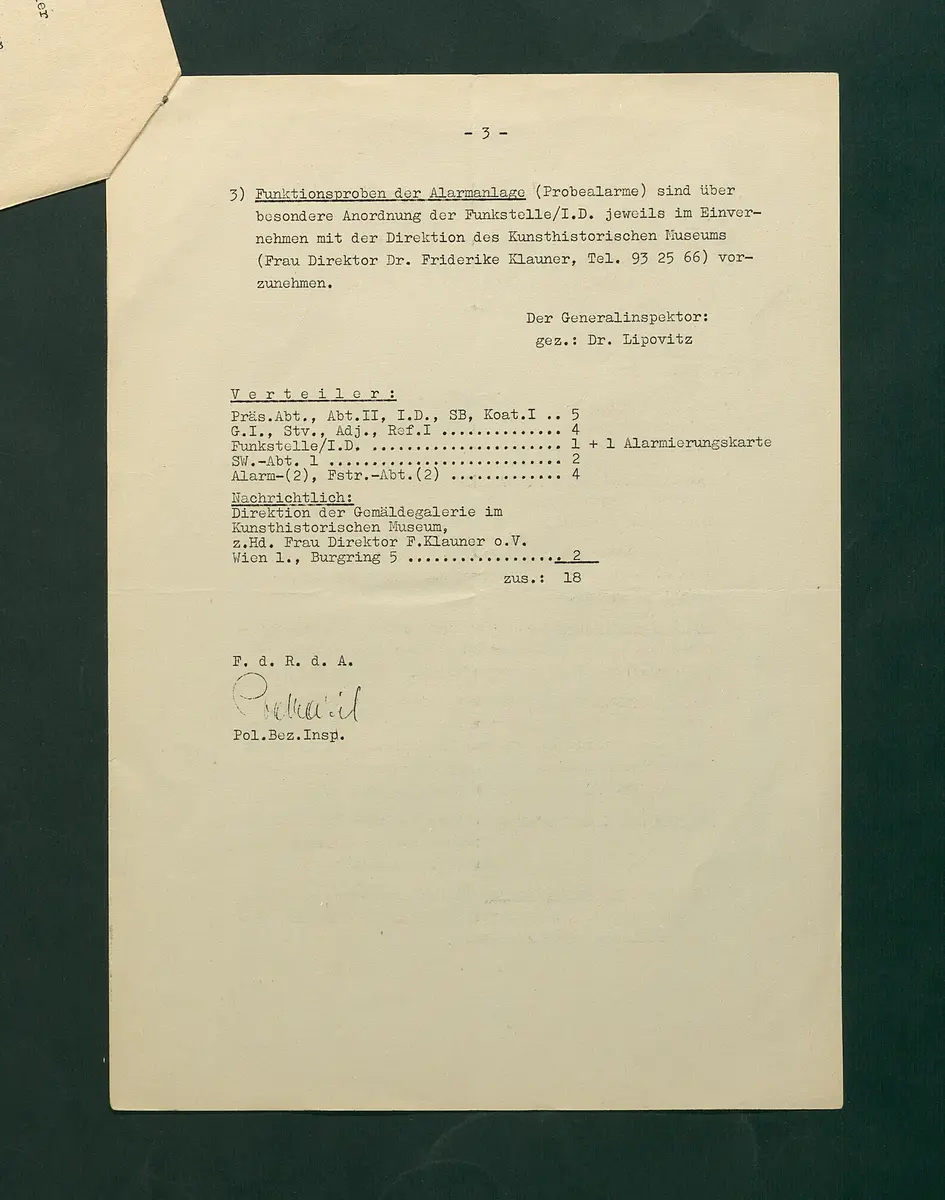 - 3 -
3) Funktionsproben der Alarmanlage (Probealarme) sind über
besondere Anordnung der Funkstelle/I.D. jeweils im Einver-
nehmen mit der Direktion des Kunsthistorischen Museums
(Frau Direktor Dr. Friderike Klauner, Tel. 93 25 66) vor-
zunehmen.
Der Generalinspektor:
gez.: Dr. Lipovitz
V e r t e i l e r :
Präs.Abt., Abt.II, I.D., SB, Koat.I .. 5
G.I., Stv., Adj., Ref.I .............. 4
Funkstelle/I.D. ...................... 1 + 1 Alarmierungskarte
SW.-Abt. 1 ........................... 2
Alarm-(2), Fstr.-Abt.(2) ............. 4
Nachrichtlich:
Direktion der Gemäldegalerie im
Kunsthistorischen Museum,
z.Hd. Frau Direktor F.Klauner o.V.
Wien 1., Burgring 5 .................. 2
zus.: 18
F. d. R. d. A.
Pol.Bez.Insp.